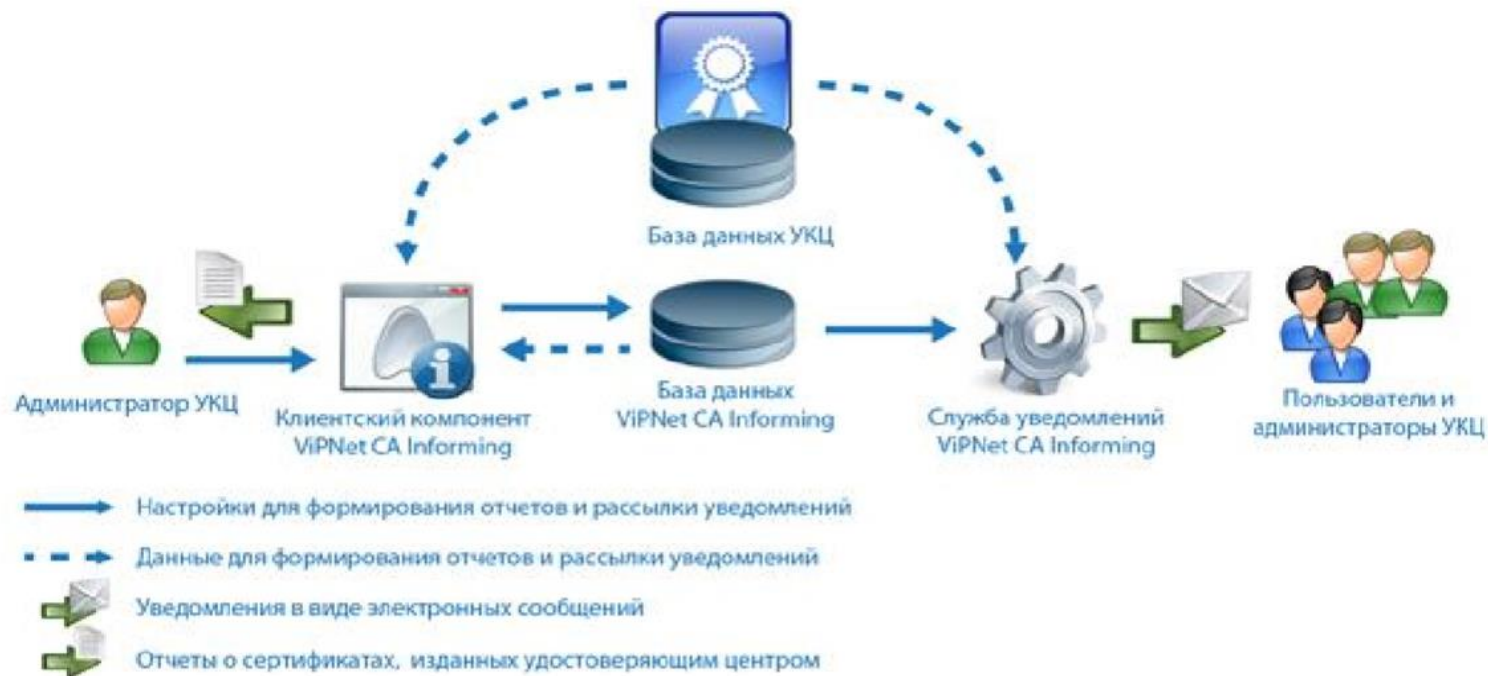 База данных УКЦ
Администратор УКЦ
Клиентский компонент
ViPNet CA Informing
База данных
ViPNet CA Informing
Служба уведомлений
ViPNet CA Informing
Пользователи и
администраторы УКЦ
Настройки для формирования отчетов и рассылки уведомлений
Данные для формирования отчетов и рассылки уведомлений
Уведомления в виде электронных сообщений
Отчеты о сертификатах, изданных удостоверяющим центром